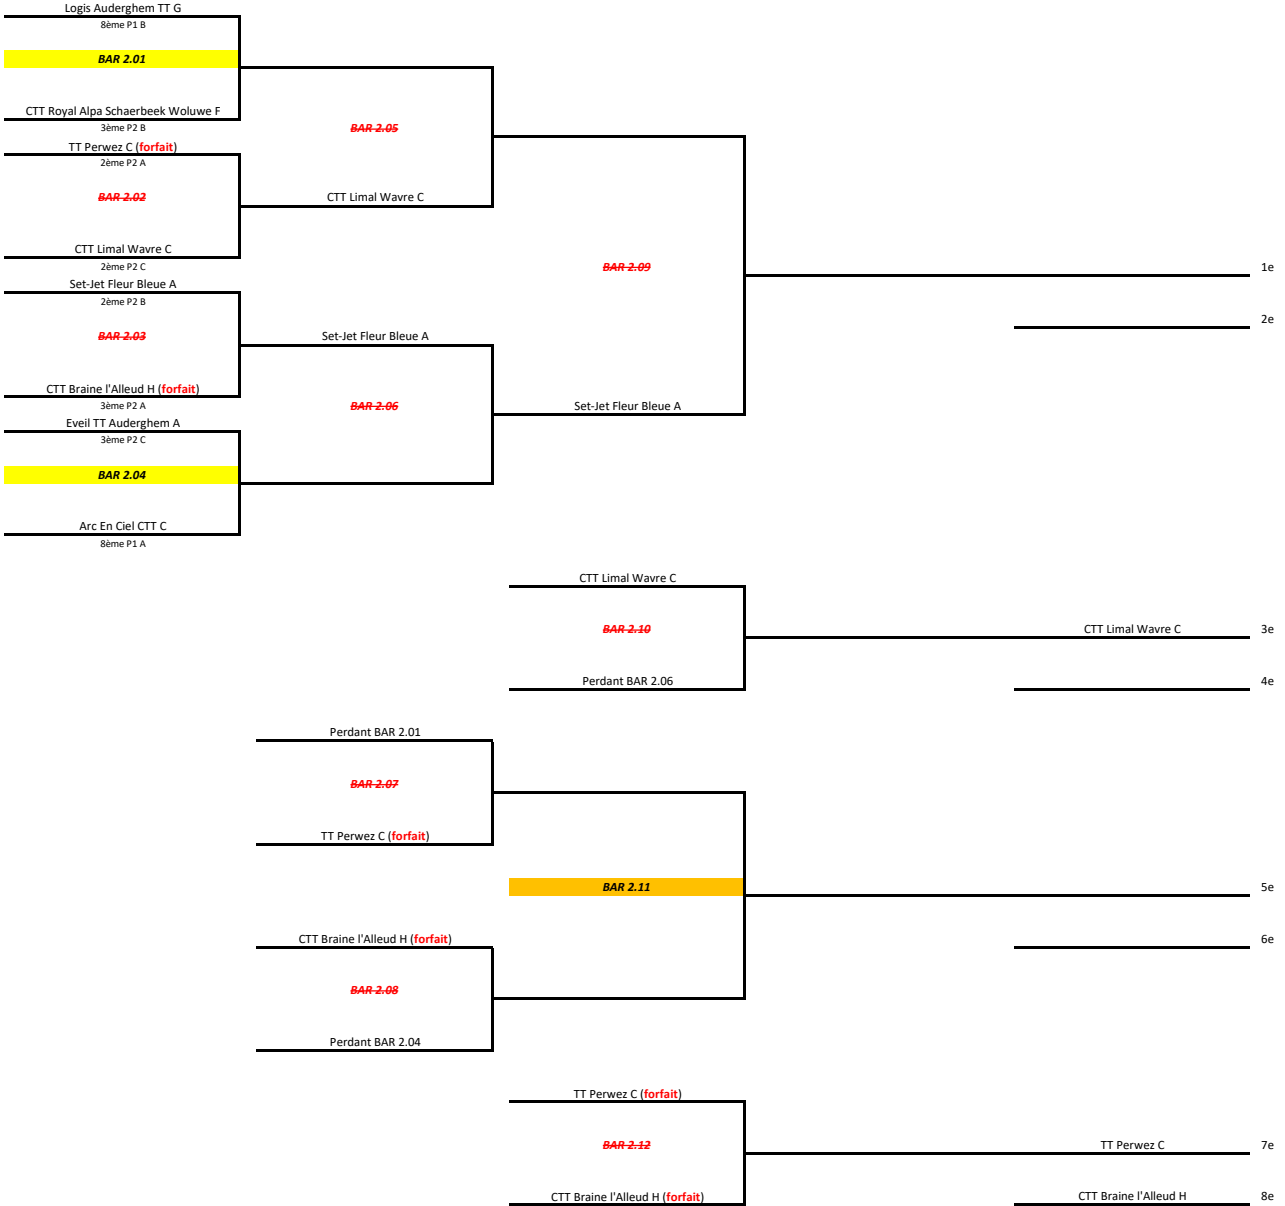 Logis Auderghem TT G
8ème P1 B
BAR 2.01
CTT Royal Alpa Schaerbeek Woluwe F
3ème P2 B
BAR 2.05
TT Perwez C (forfait)
2ème P2 A
BAR 2.02
CTT Limal Wavre C
CTT Limal Wavre C
2ème P2 C
BAR 2.09
1e
Set-Jet Fleur Bleue A
2ème P2 B
2e
BAR 2.03
Set-Jet Fleur Bleue A
CTT Braine l'Alleud H (forfait)
3ème P2 A
BAR 2.06
Set-Jet Fleur Bleue A
Eveil TT Auderghem A
3ème P2 C
BAR 2.04
Arc En Ciel CTT C
8ème P1 A
CTT Limal Wavre C
BAR 2.10
CTT Limal Wavre C
3e
Perdant BAR 2.06
4e
Perdant BAR 2.01
BAR 2.07
TT Perwez C (forfait)
BAR 2.11
5e
CTT Braine l'Alleud H (forfait)
6e
BAR 2.08
Perdant BAR 2.04
TT Perwez C (forfait)
BAR 2.12
TT Perwez C
7e
CTT Braine l'Alleud H (forfait)
CTT Braine l'Alleud H
8e